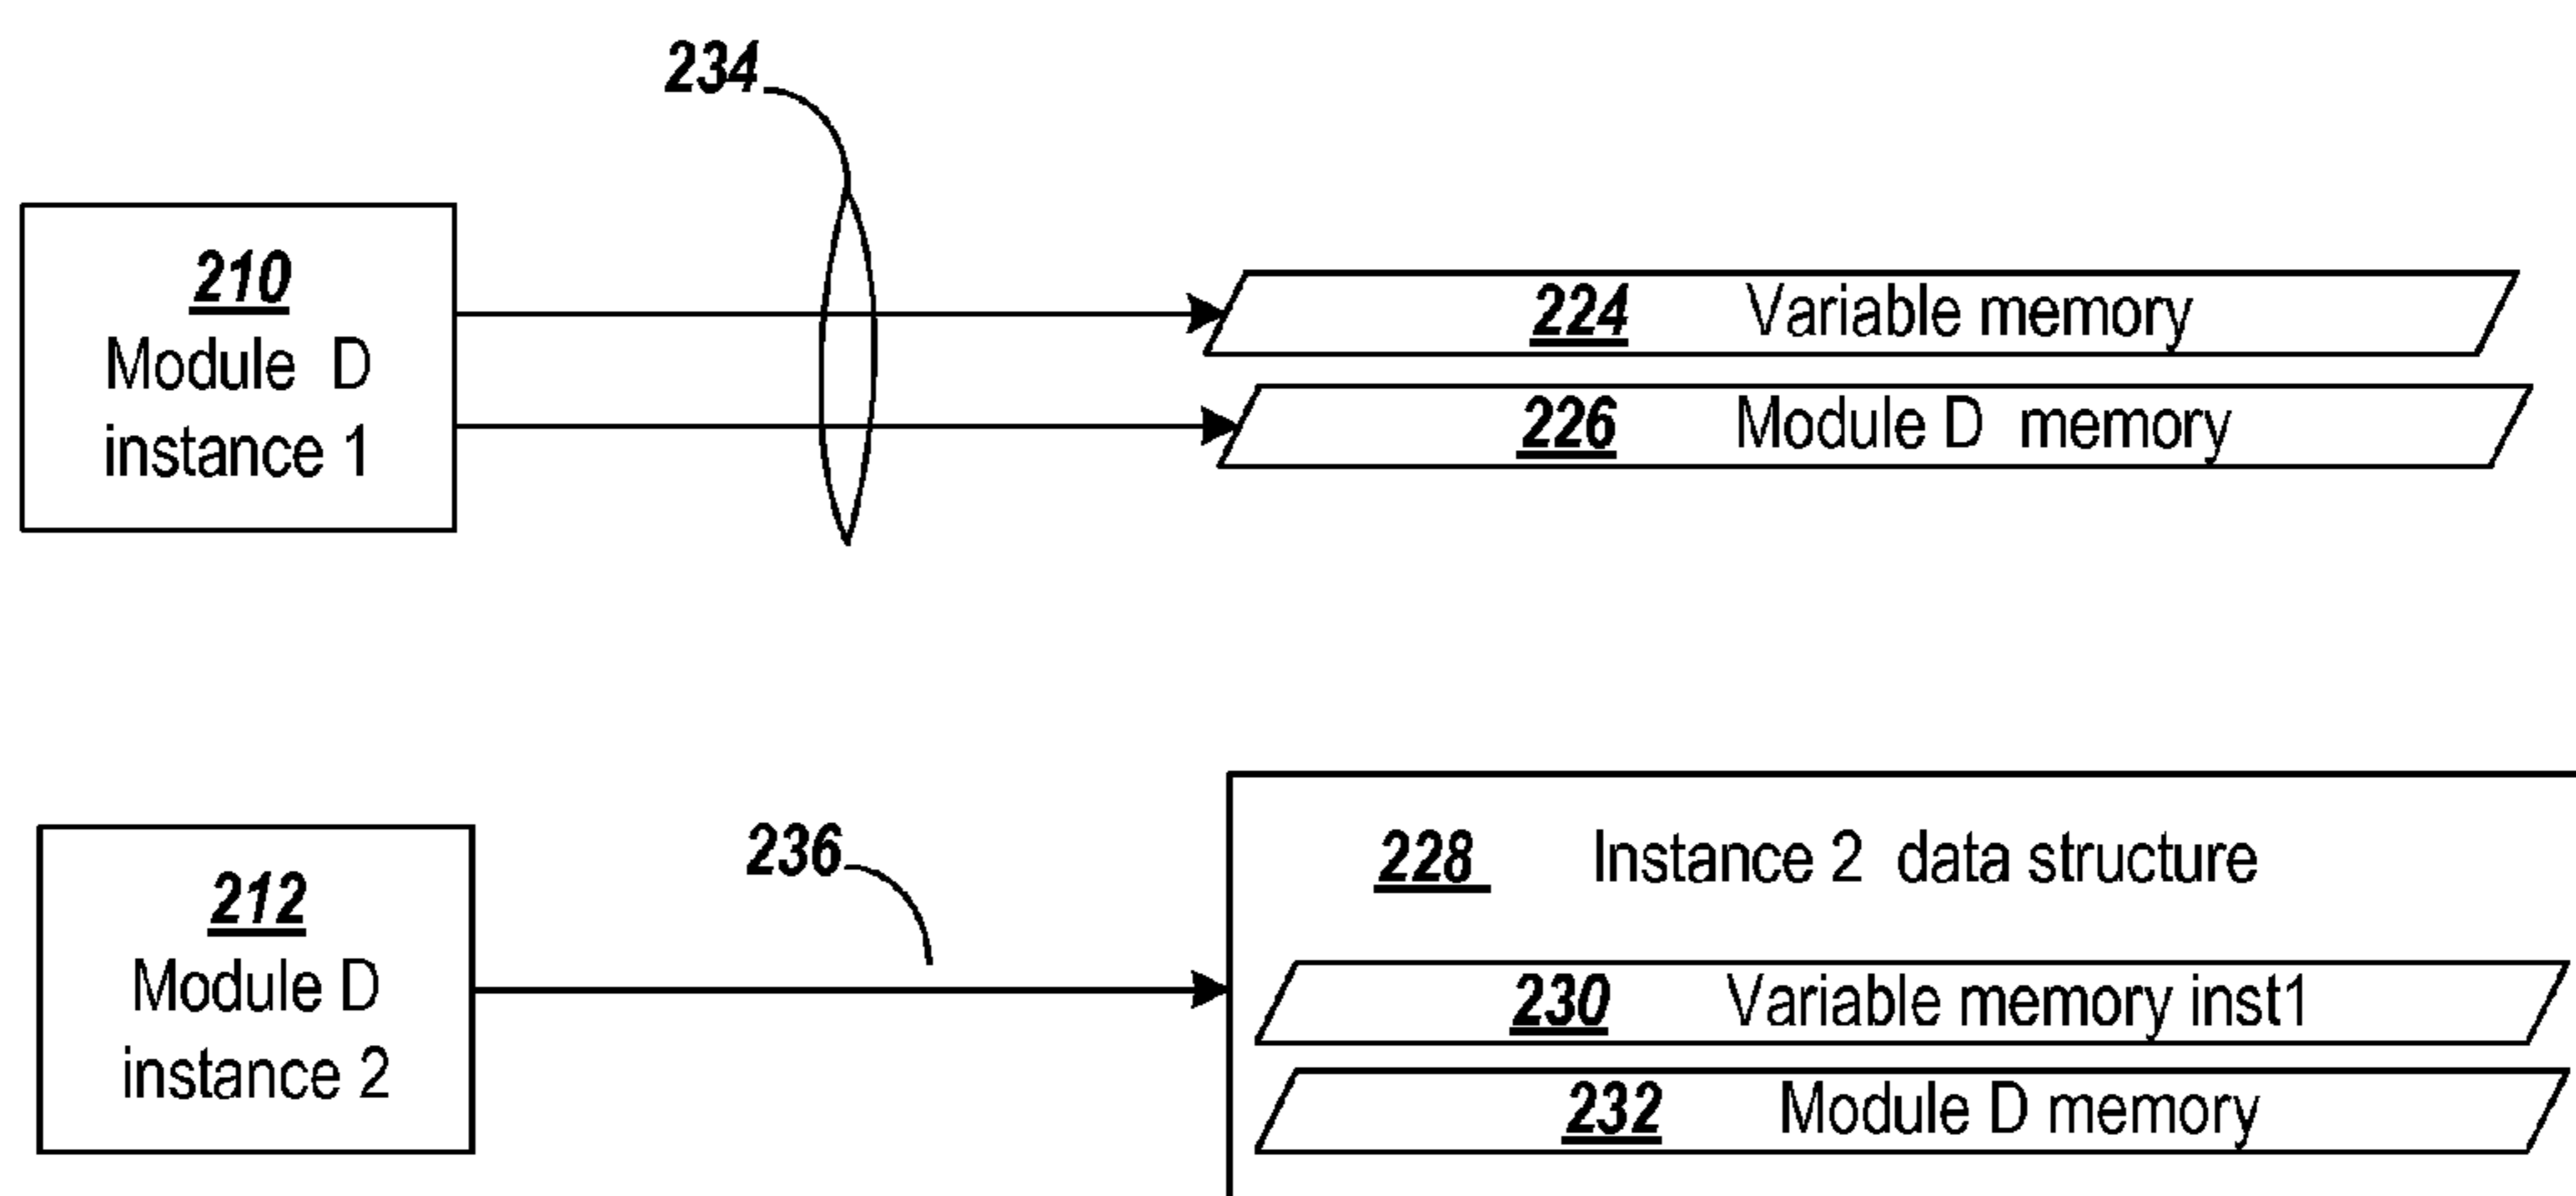 234
210
Module D
instance 1
224 Variable memory
226 Module D memory
236
212
Module D
instance 2
228 Instance 2 data structure
230 Variable memory inst1
232 Module D memory